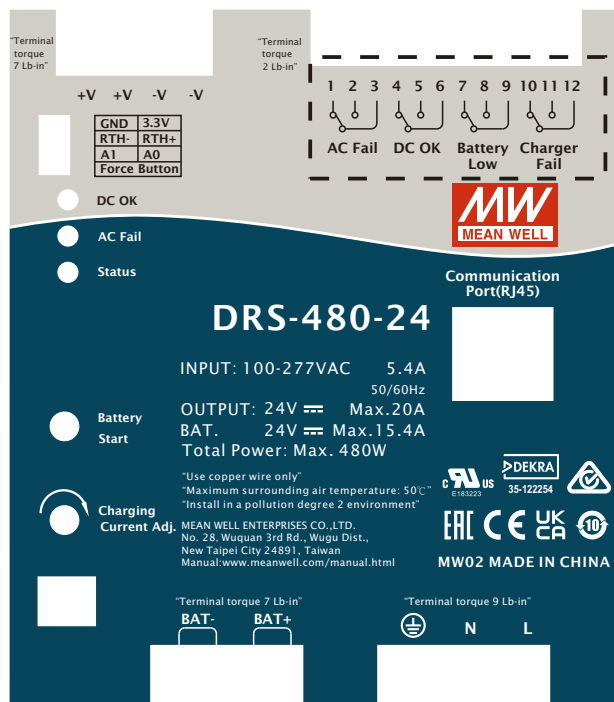 “Terminal
torque
7 Lb-in”
“Terminal
torque
2 Lb-in”
+V +V -V -V
1 2 3 4 5 6 7 8 9 10 11 12
AC Fail DC OK Battery Low Charger Fail
GND 3.3V
RTH- RTH+
A1 A0
Force Button
DC OK
AC Fail
Status
MW
MEAN WELL
Communication
Port(RJ45)
DRS-480-24
INPUT: 100-277VAC 5.4A
50/60Hz
OUTPUT: 24V Max.20A
BAT. 24V Max.15.4A
Total Power: Max. 480W
Battery
Start
Charging
Current Adj.
“Use copper wire only”
“Maximum surrounding air temperature: 50℃”
“Install in a pollution degree 2 environment”
MEAN WELL ENTERPRISES CO.,LTD.
No. 28, Wuquan 3rd Rd., Wugu Dist.,
New Taipei City 24891, Taiwan
Manual:www.meanwell.com/manual.html
c RU US
E183223
DEKRA
35-122254
EAC CE UK
CA 10
MW02 MADE IN CHINA
“Terminal torque 7 Lb-in”
BAT- BAT+
“Terminal torque 9 Lb-in”
N L